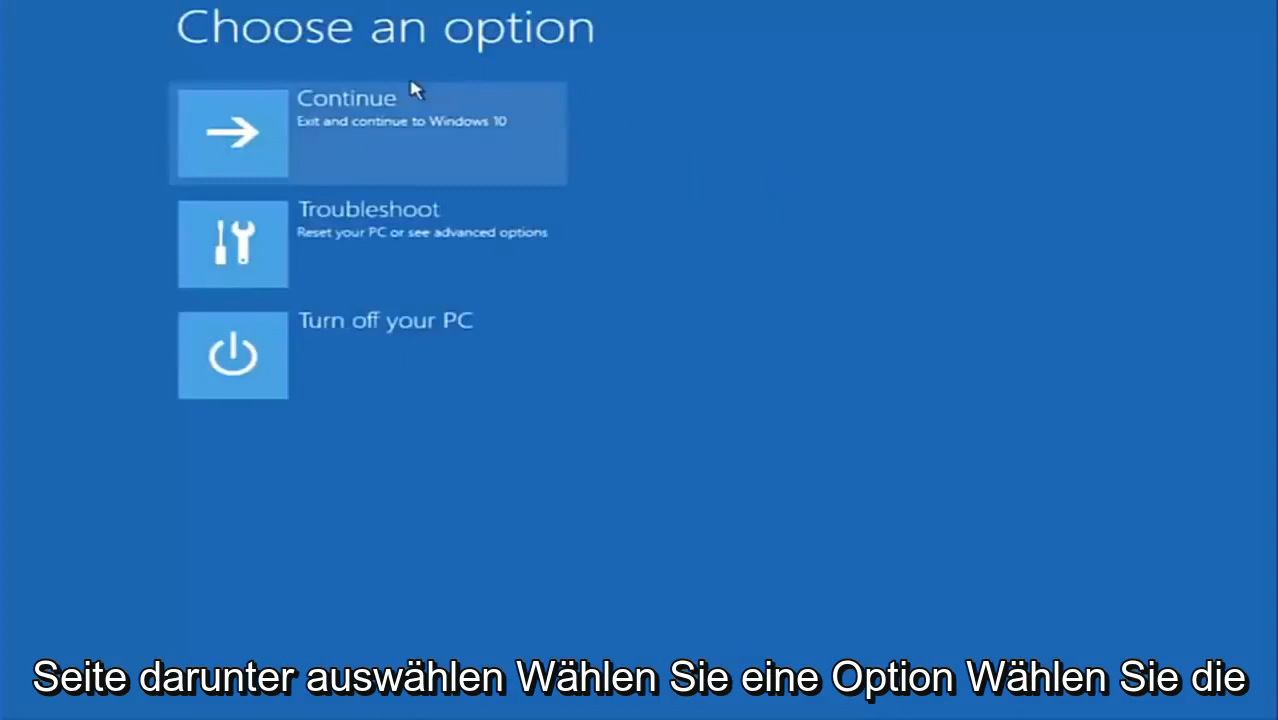 Choose an option
Continue
Exit and continue to Windows 10
Troubleshoot
Reset your PC or see advanced options
Turn off your PC
Seite darunter auswählen Wählen Sie eine Option Wählen Sie die